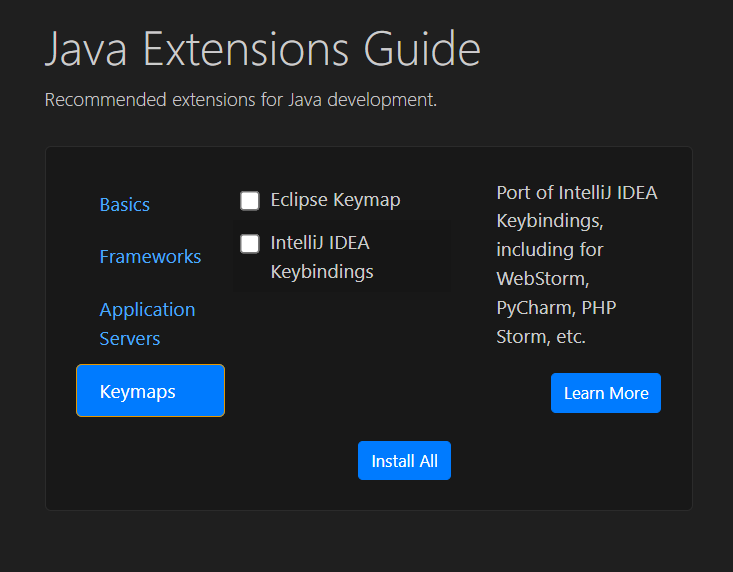 Java Extensions Guide
Recommended extensions for Java development.
Basics
Frameworks
Application
Servers
Keymaps
Eclipse Keymap
IntelliJ IDEA
Keybindings
Install All
Port of IntelliJ IDEA
Keybindings,
including for
WebStorm,
PyCharm, PHP
Storm, etc.
Learn More